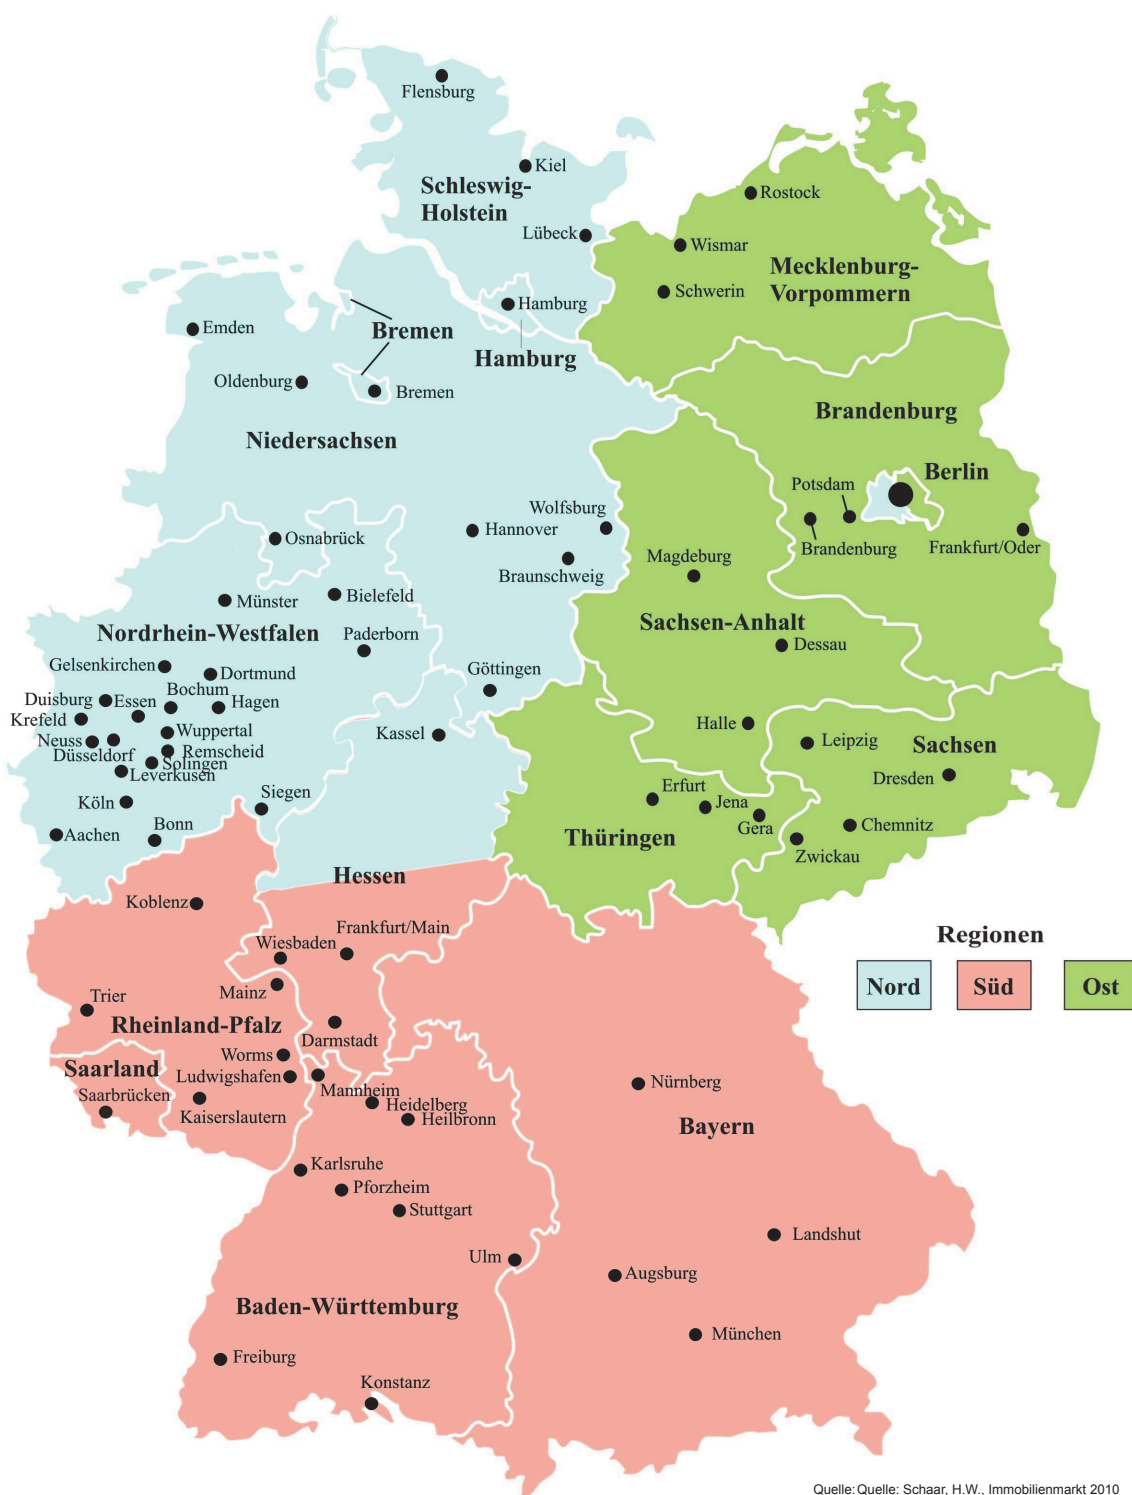 Flensburg
Kiel
Schleswig-
Holstein
Rostock
Lübeck
Wismar
Mecklenburg-
Vorpommern
Schwerin
Hamburg
Emden
Bremen
Hamburg
Oldenburg
Bremen
Brandenburg
Niedersachsen
Berlin
Potsdam
Wolfsburg
Hannover
Osnabrück
Brandenburg
Frankfurt/Oder
Magdeburg
Braunschweig
Münster
Bielefeld
Nordrhein-Westfalen
Paderborn
Sachsen-Anhalt
Dessau
Gelsenkirchen
Dortmund
Göttingen
Duisburg
Essen
Bochum
Hagen
Krefeld
Wuppertal
Kassel
Halle
Neuss
Düsseldorf
Remscheid
Solingen
Leverkusen
Leipzig
Sachsen
Dresden
Köln
Siegen
Erfurt
Jena
Gera
Chemnitz
Aachen
Bonn
Thüringen
Zwickau
Hessen
Koblenz
Frankfurt/Main
Wiesbaden
Regionen
Nord
Süd
Ost
Mainz
Trier
Rheinland-Pfalz
Darmstadt
Worms
Saarland
Ludwigshafen
Saarbrücken
Mannheim
Nürnberg
Kaiserslautern
Heidelberg
Heilbronn
Bayern
Karlsruhe
Pforzheim
Stuttgart
Landshut
Ulm
Augsburg
Baden-Württemburg
München
Freiburg
Konstanz
Quelle: Quelle: Schaar, H.W., Immobilienmarkt 2010